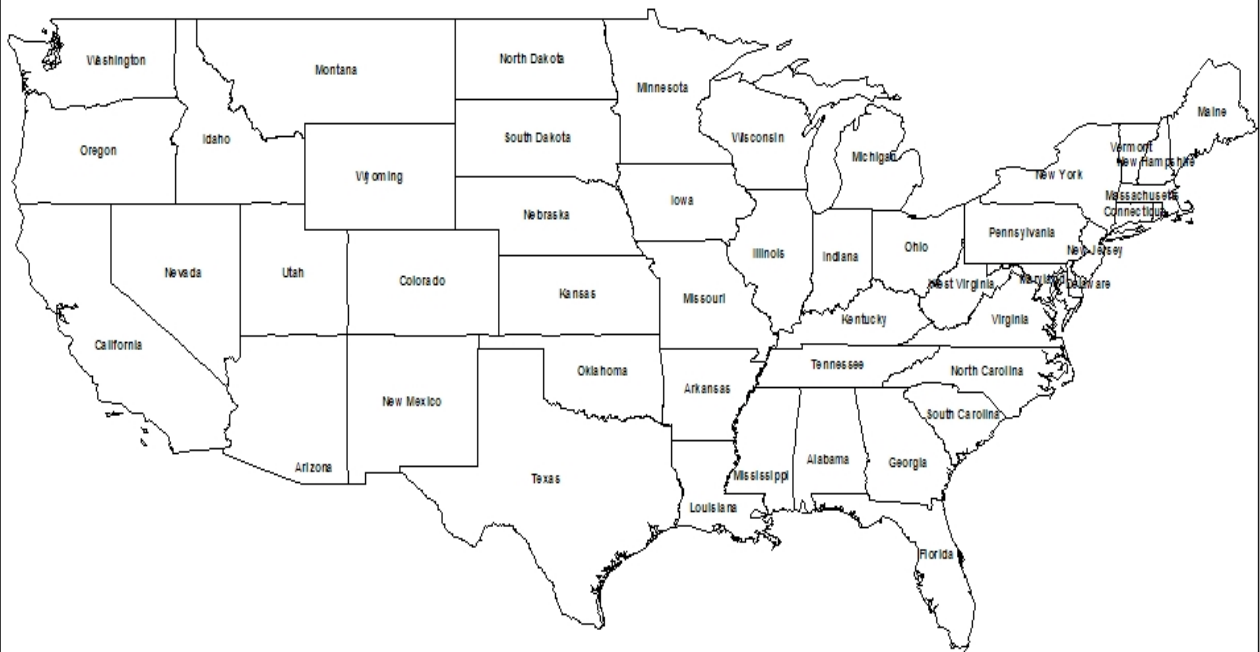 Washington
Montana
North Dakota
Minnesota
Maine
Oregon
Idaho
South Dakota
Wisconsin
Michigan
Vermont
New Hampshire
New York
Wyoming
Iowa
Massachusetts
Connecticut
Nebraska
Pennsylvania
New Jersey
Nevada
Utah
Colorado
Illinois
Indiana
Ohio
West Virginia
Maryland
Delaware
Kansas
Missouri
Kentucky
Virginia
California
Oklahoma
Tennessee
North Carolina
New Mexico
Arkansas
South Carolina
Arizona
Texas
Mississippi
Alabama
Georgia
Louisiana
Florida